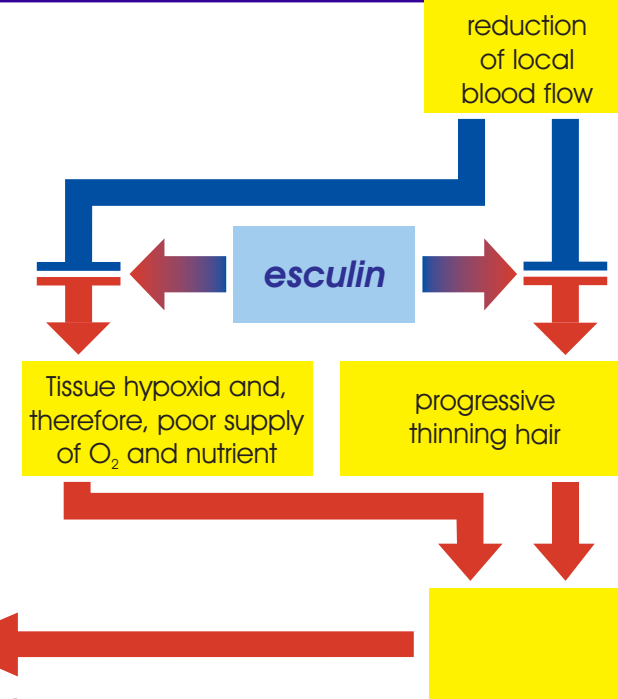 reduction
of local
blood flow
esculin
Tissue hypoxia and,
therefore, poor supply
of O₂ and nutrient
progressive
thinning hair